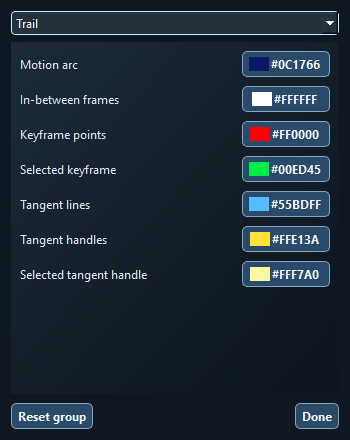 Trail
Motion arc #0C1766
In-between frames #FFFFFF
Keyframe points #FF0000
Selected keyframe #00ED45
Tangent lines #55BDFF
Tangent handles #FFE13A
Selected tangent handle #FFF7A0
Reset group Done